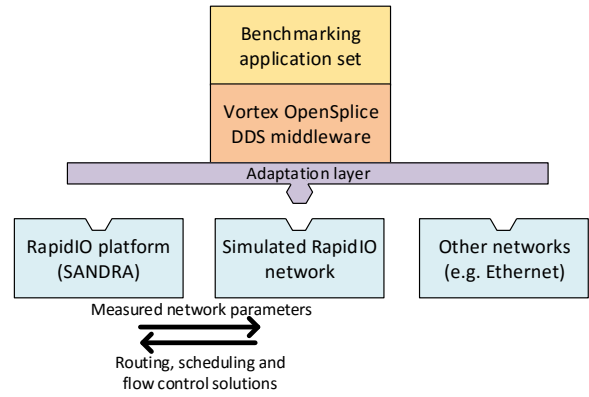 Benchmarking
application set
Vortex OpenSplice
DDS middleware
Adaptation layer
RapidIO platform
(SANDRA)
Simulated RapidIO
network
Other networks
(e.g. Ethernet)
Measured network parameters
Routing, scheduling and
flow control solutions